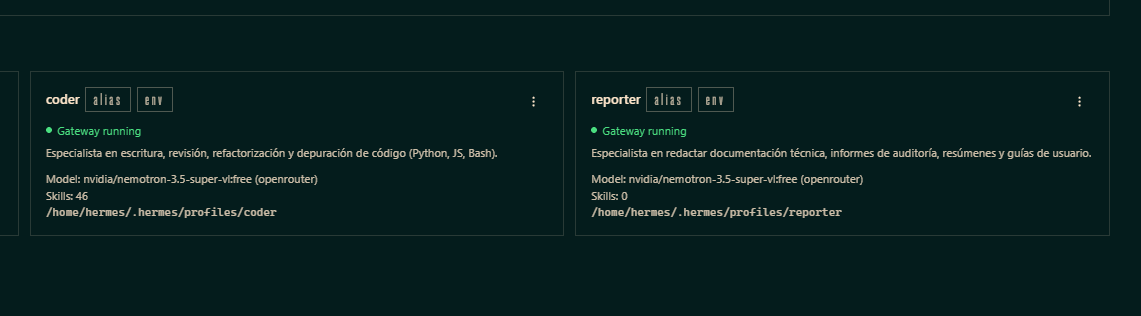 coder alias env
Gateway running
Especialista en escritura, revisión, refactorización y depuración de código (Python, JS, Bash).
Model: nvidia/nemotron-3.5-super-vl:free (openrouter)
Skills: 46
/home/hermes/.hermes/profiles/coder
reporter alias env
Gateway running
Especialista en redactar documentación técnica, informes de auditoría, resúmenes y guías de usuario.
Model: nvidia/nemotron-3.5-super-vl:free (openrouter)
Skills: 0
/home/hermes/.hermes/profiles/reporter